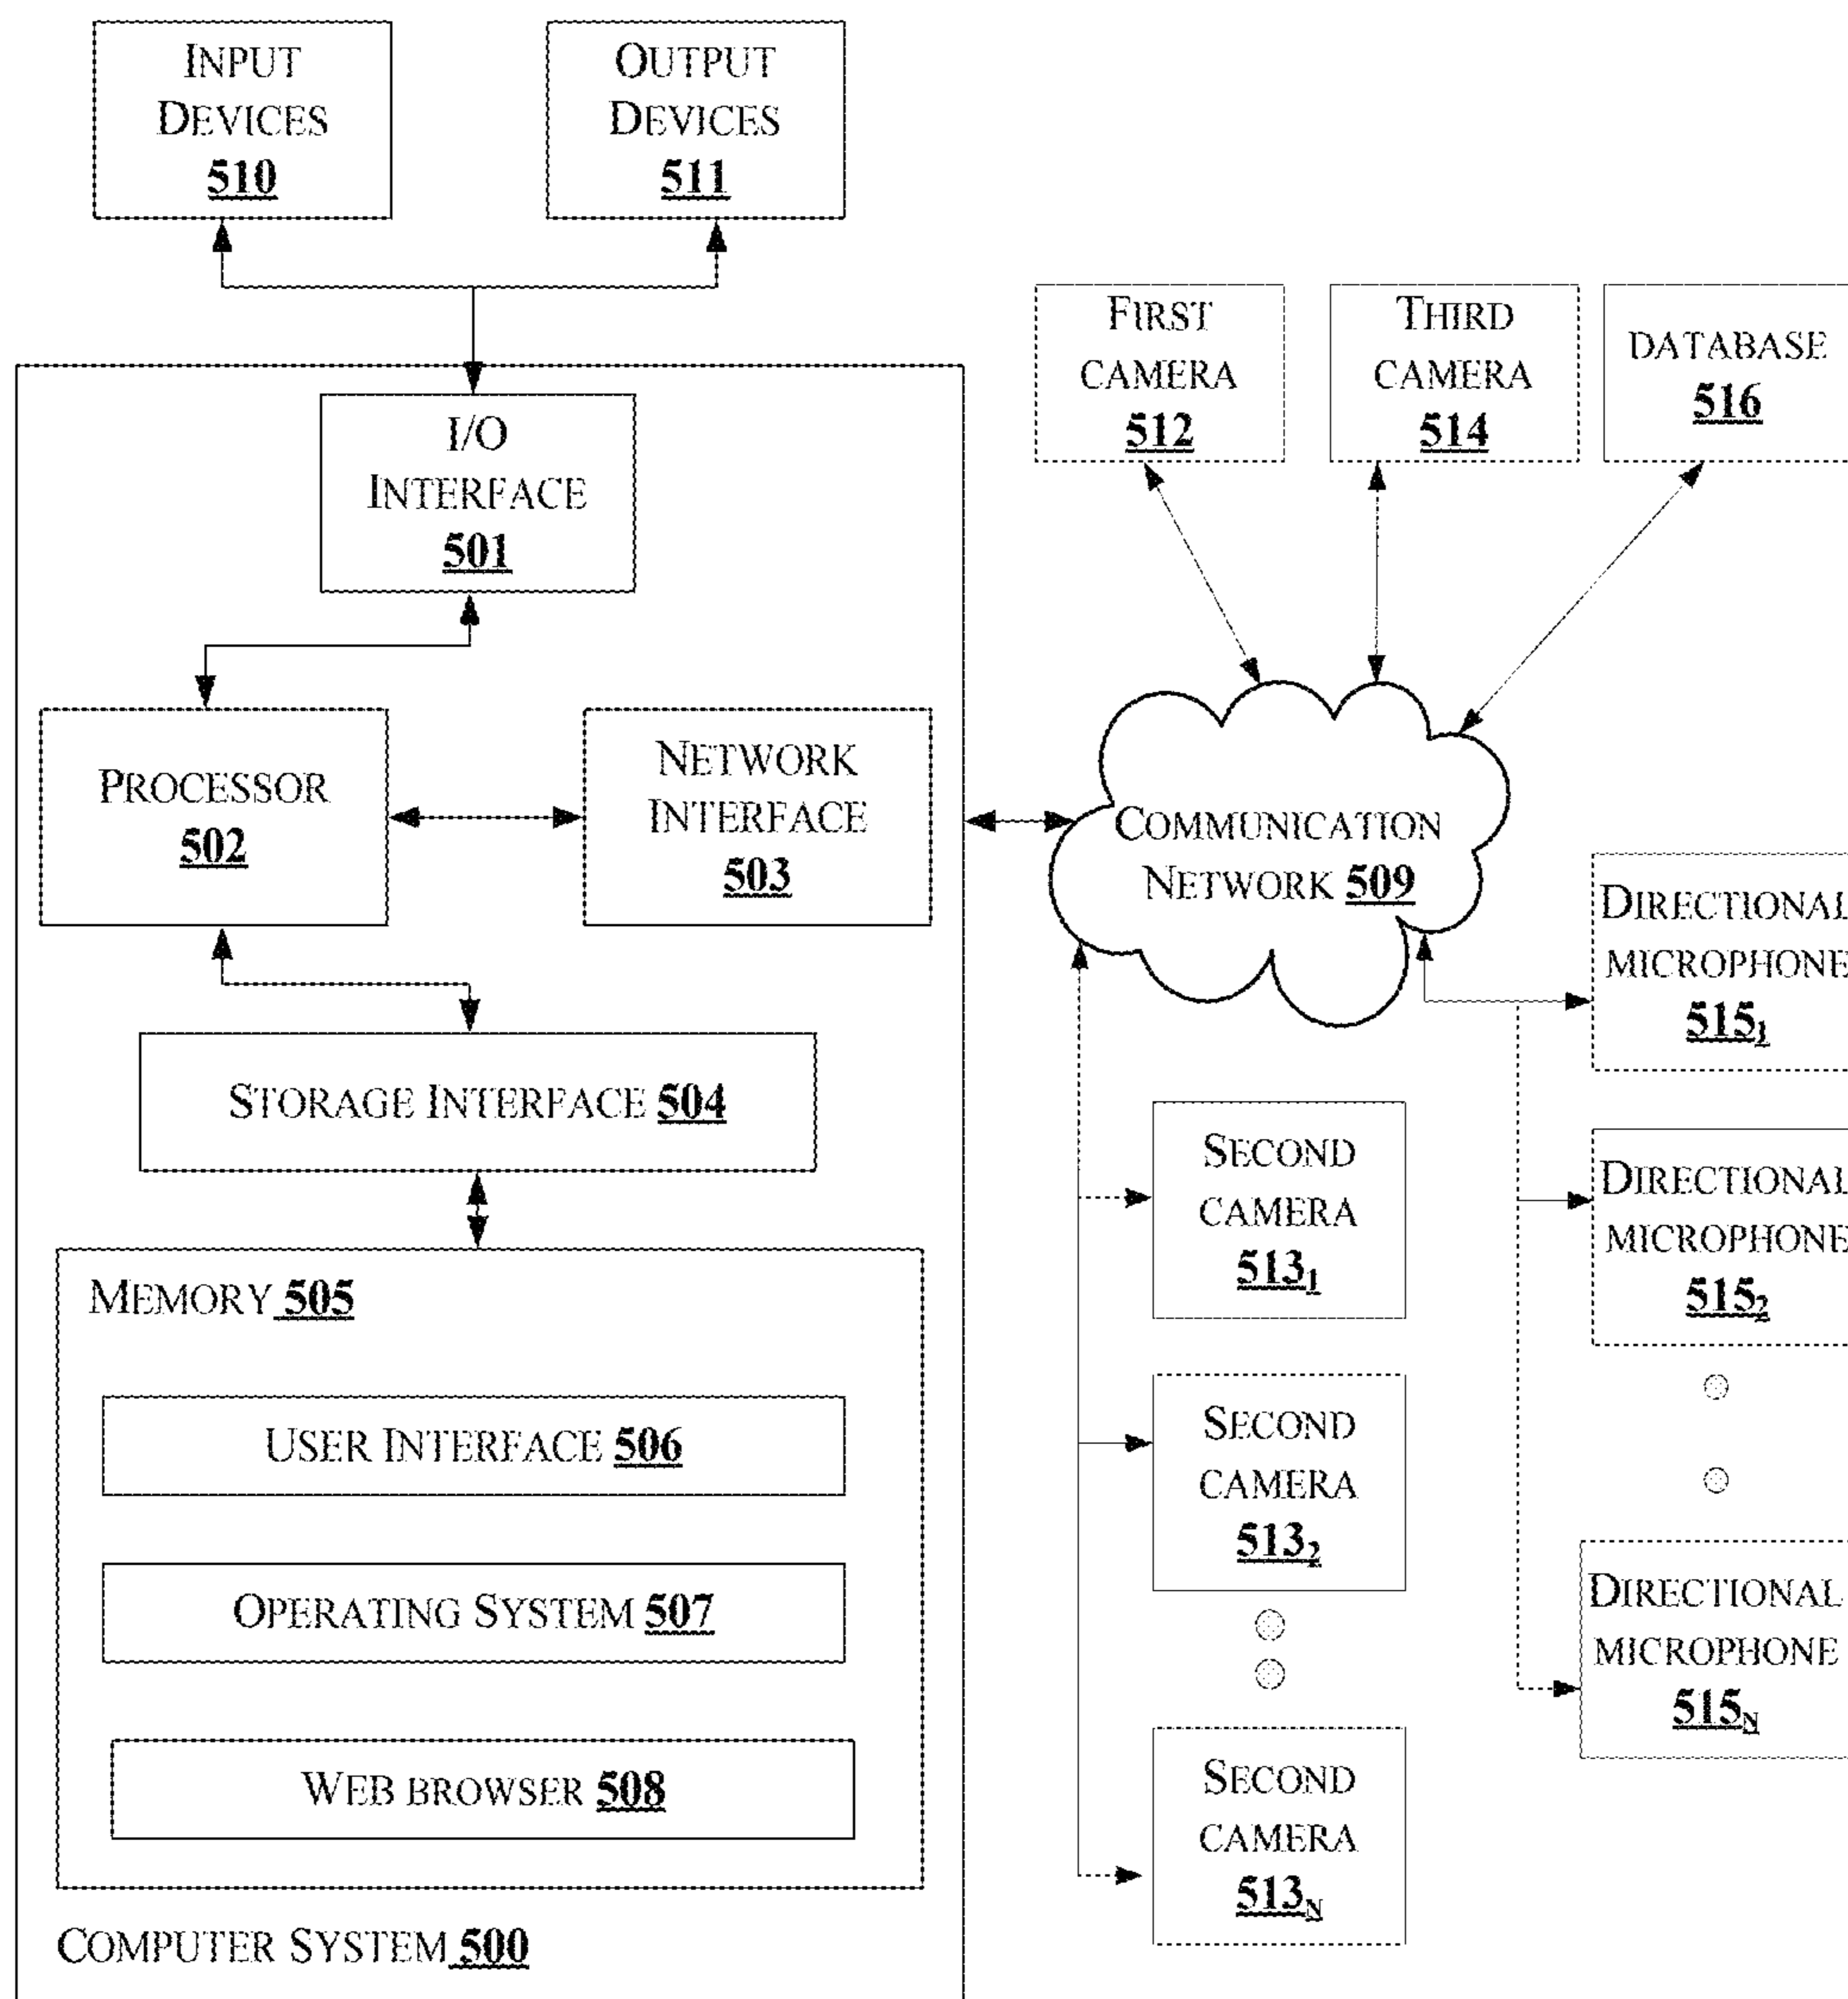 INPUT
DEVICES
510
OUTPUT
DEVICES
511
I/O
INTERFACE
501
PROCESSOR
502
NETWORK
INTERFACE
503
STORAGE INTERFACE 504
MEMORY 505
USER INTERFACE 506
OPERATING SYSTEM 507
WEB BROWSER 508
COMPUTER SYSTEM 500
FIRST
CAMERA
512
THIRD
CAMERA
514
DATABASE
516
COMMUNICATION
NETWORK 509
SECOND
CAMERA
513₁
SECOND
CAMERA
513₂
SECOND
CAMERA
513N
DIRECTIONAL
MICROPHONE
515₁
DIRECTIONAL
MICROPHONE
515₂
DIRECTIONAL
MICROPHONE
515N